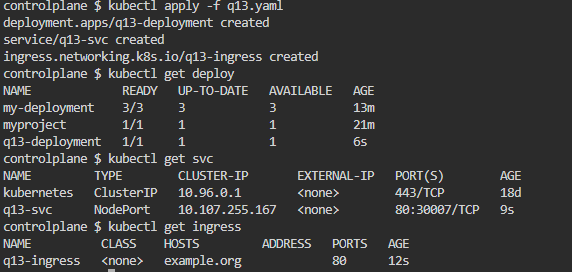 controlplane $ kubectl apply -f q13.yaml
deployment.apps/q13-deployment created
service/q13-svc created
ingress.networking.k8s.io/q13-ingress created
controlplane $ kubectl get deploy
NAME READY UP-TO-DATE AVAILABLE AGE
my-deployment 3/3 3 3 13m
myproject 1/1 1 1 21m
q13-deployment 1/1 1 1 6s
controlplane $ kubectl get svc
NAME TYPE CLUSTER-IP EXTERNAL-IP PORT(S) AGE
kubernetes ClusterIP 10.96.0.1 <none> 443/TCP 18d
q13-svc NodePort 10.107.255.167 <none> 80:30007/TCP 9s
controlplane $ kubectl get ingress
NAME CLASS HOSTS ADDRESS PORTS AGE
q13-ingress <none> example.org 80 12s